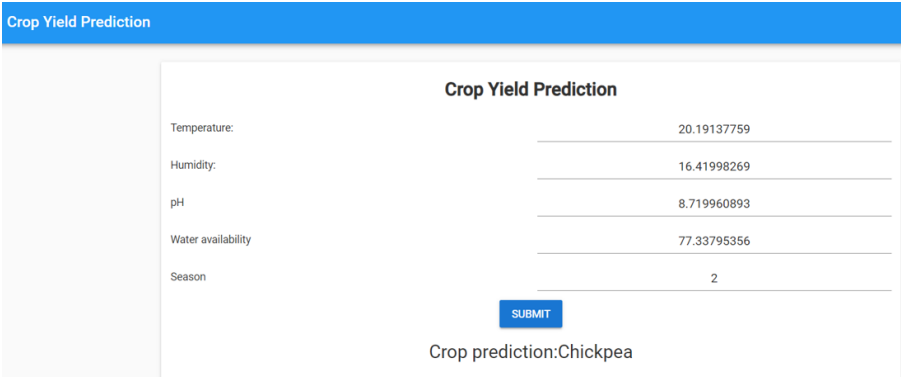 Crop Yield Prediction
Crop Yield Prediction
Temperature: 20.19137759
Humidity: 16.41998269
pH 8.719960893
Water availability 77.33795356
Season 2
SUBMIT
Crop prediction:Chickpea